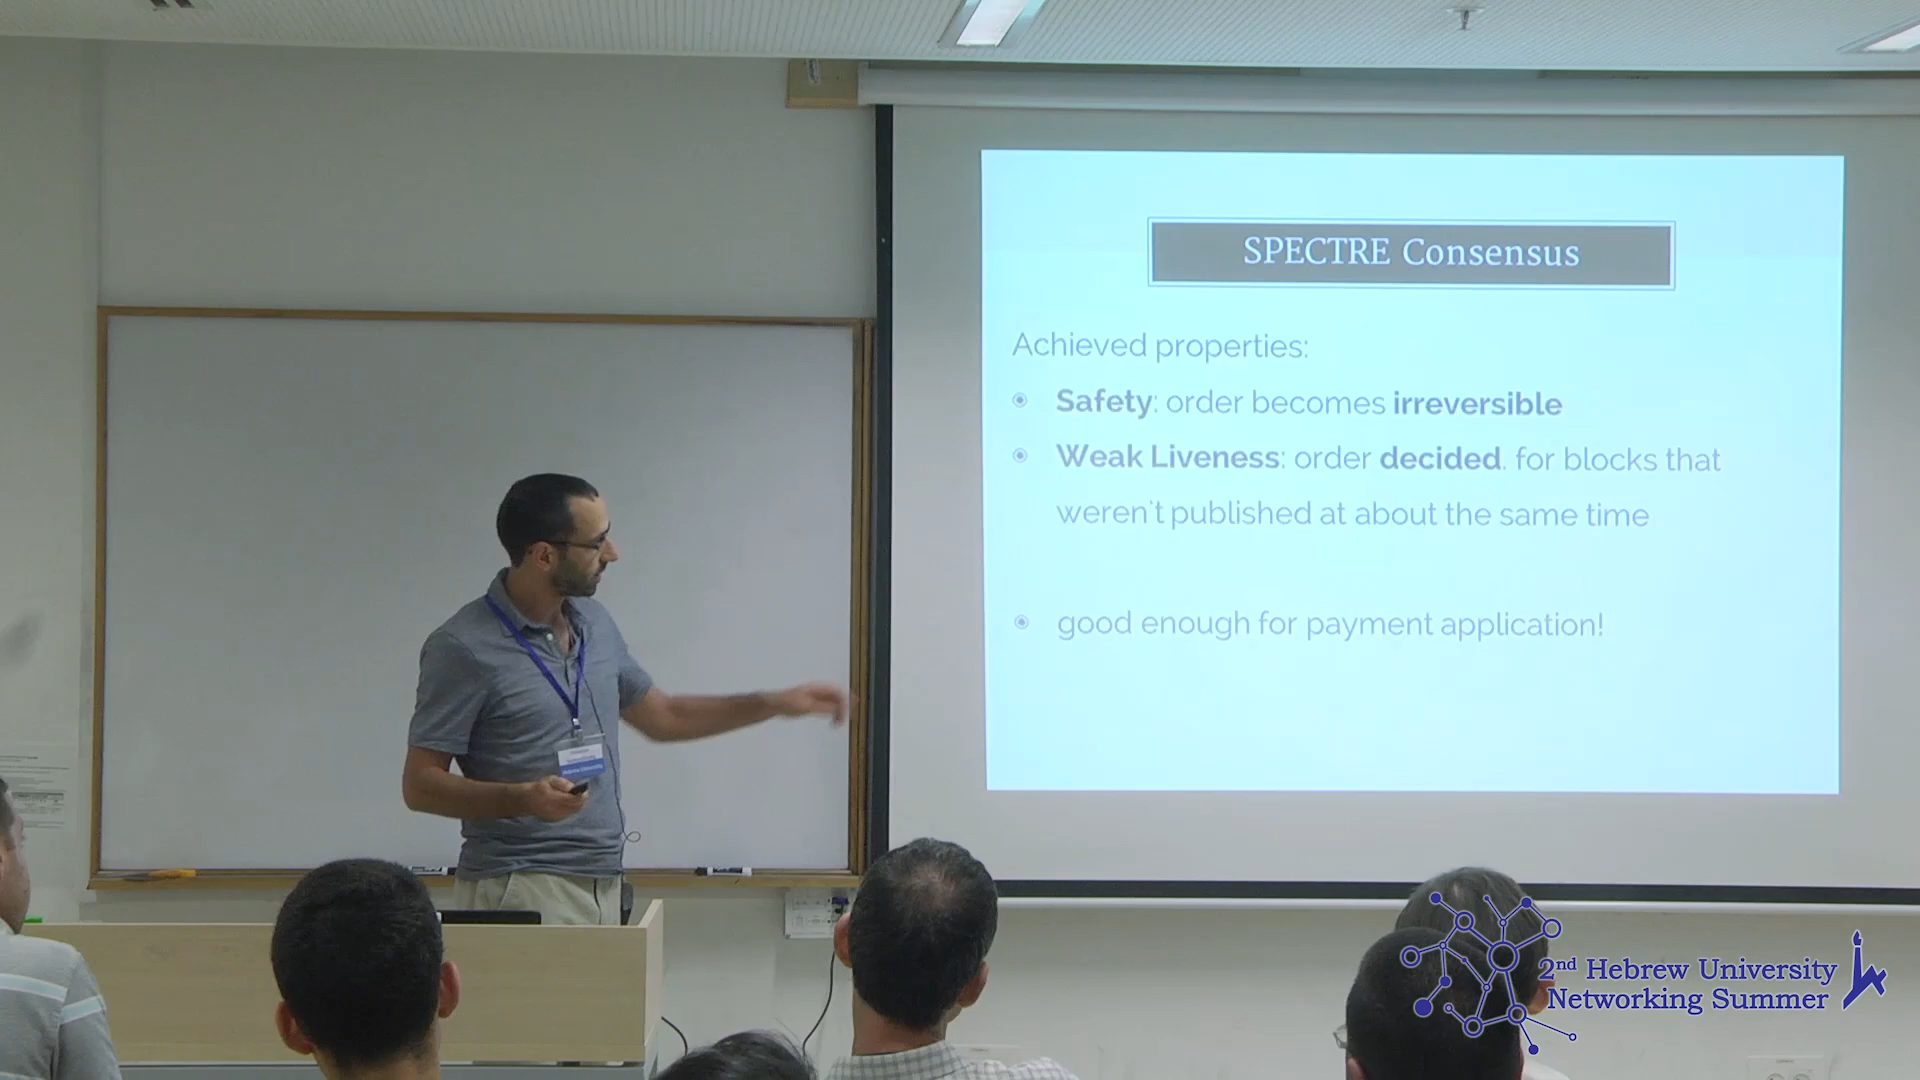 SPECTRE Consensus
Achieved properties:
Safety: order becomes irreversible
Weak Liveness: order decided. for blocks that
weren't published at about the same time
good enough for payment application!
2nd Hebrew University
Networking Summer